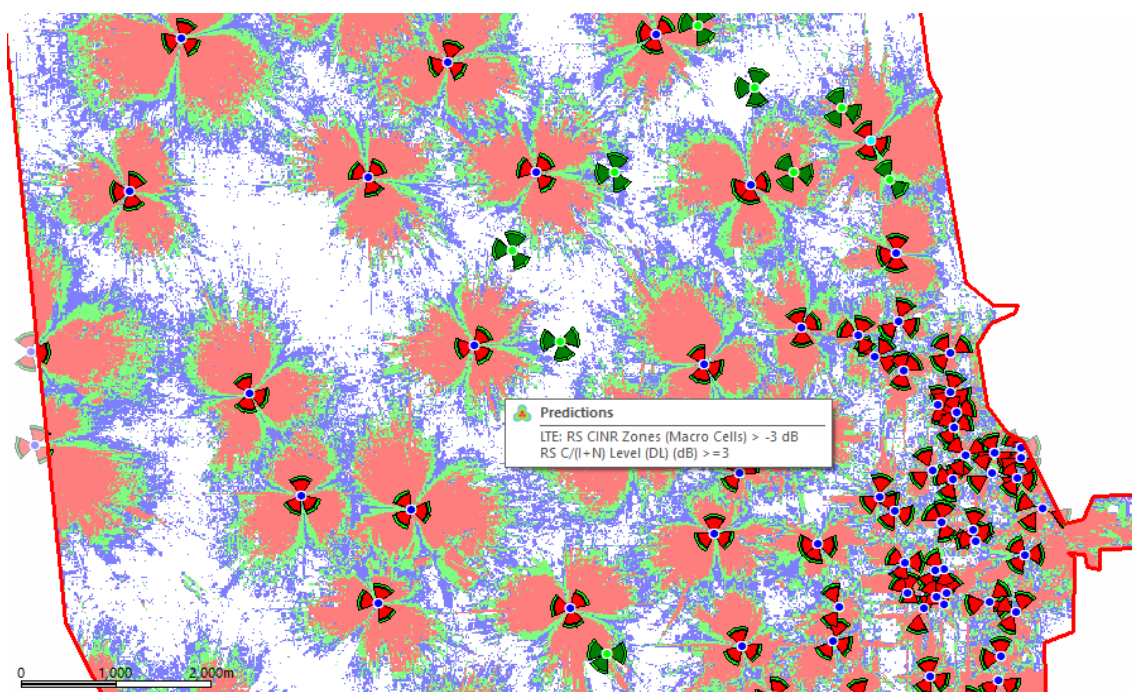 Predictions
LTE: RS CINR Zones (Macro Cells) > -3 dB
RS C/(I+N) Level (DL) (dB) >=3
0 1,000 2,000m